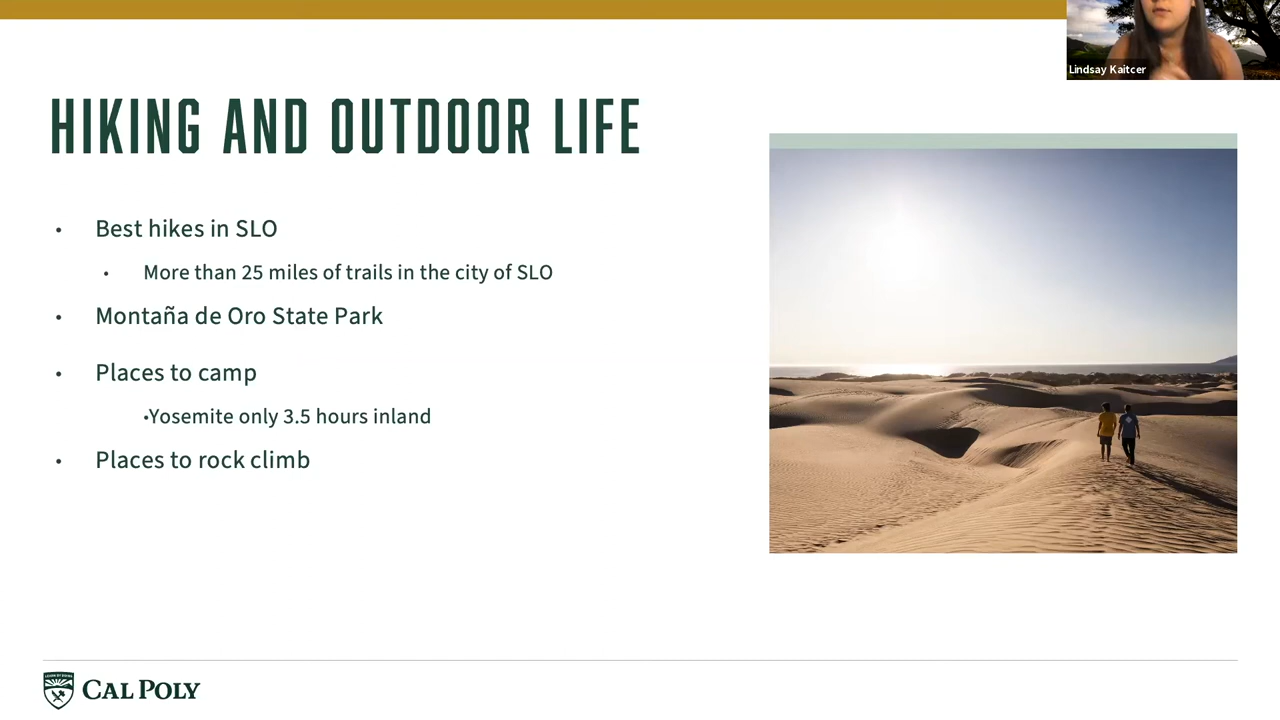 Lindsay Kaitcer
HIKING AND OUTDOOR LIFE
• Best hikes in SLO
• More than 25 miles of trails in the city of SLO
• Montaña de Oro State Park
• Places to camp
•Yosemite only 3.5 hours inland
• Places to rock climb
CAL POLY